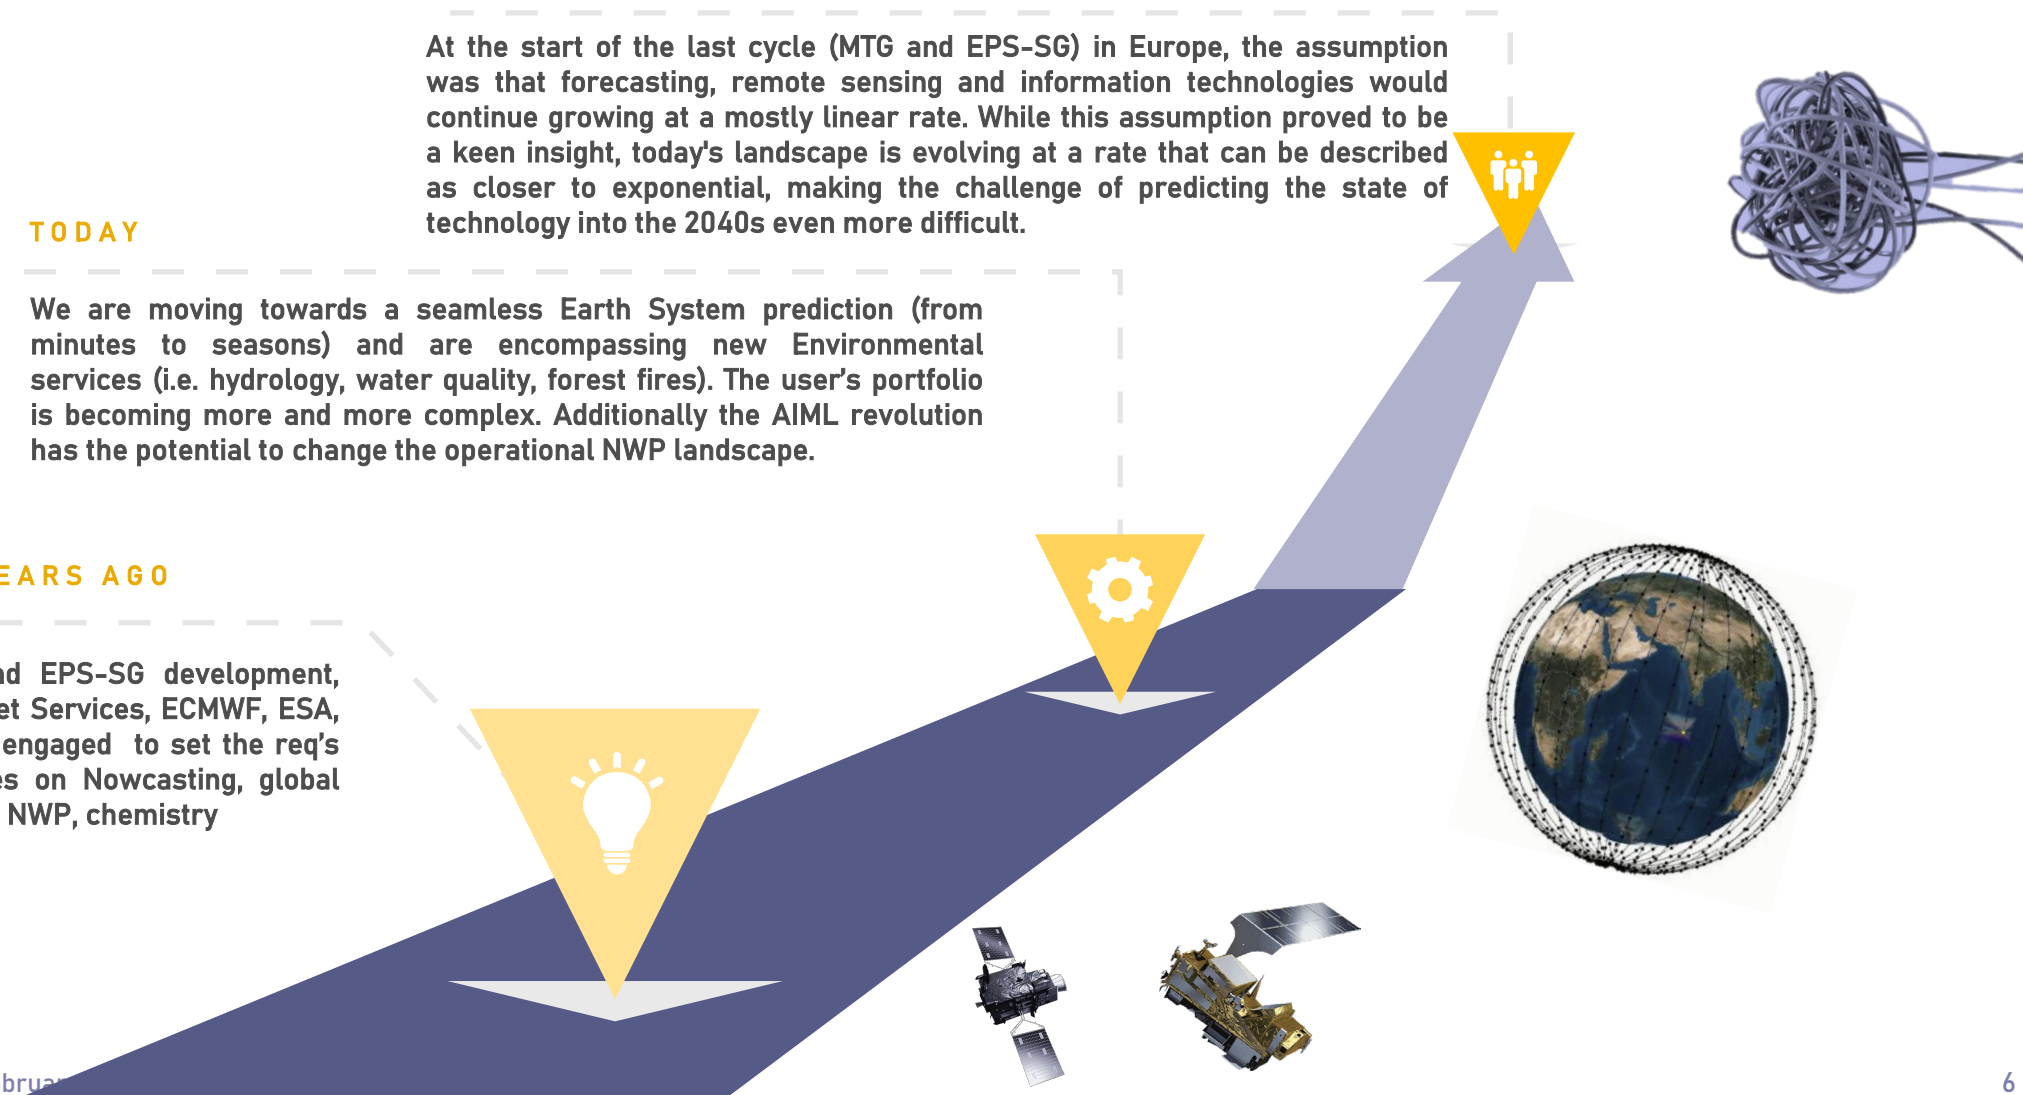 At the start of the last cycle (MTG and EPS-SG) in Europe, the assumption
was that forecasting, remote sensing and information technologies would
continue growing at a mostly linear rate. While this assumption proved to be
a keen insight, today's landscape is evolving at a rate that can be described
as closer to exponential, making the challenge of predicting the state of
technology into the 2040s even more difficult.
TODAY
We are moving towards a seamless Earth System prediction (from
minutes to seasons) and are encompassing new Environmental
services (i.e. hydrology, water quality, forest fires). The user’s portfolio
is becoming more and more complex. Additionally the AIML revolution
has the potential to change the operational NWP landscape.
EARS AGO
nd EPS-SG development,
et Services, ECMWF, ESA,
engaged to set the req’s
es on Nowcasting, global
NWP, chemistry
6